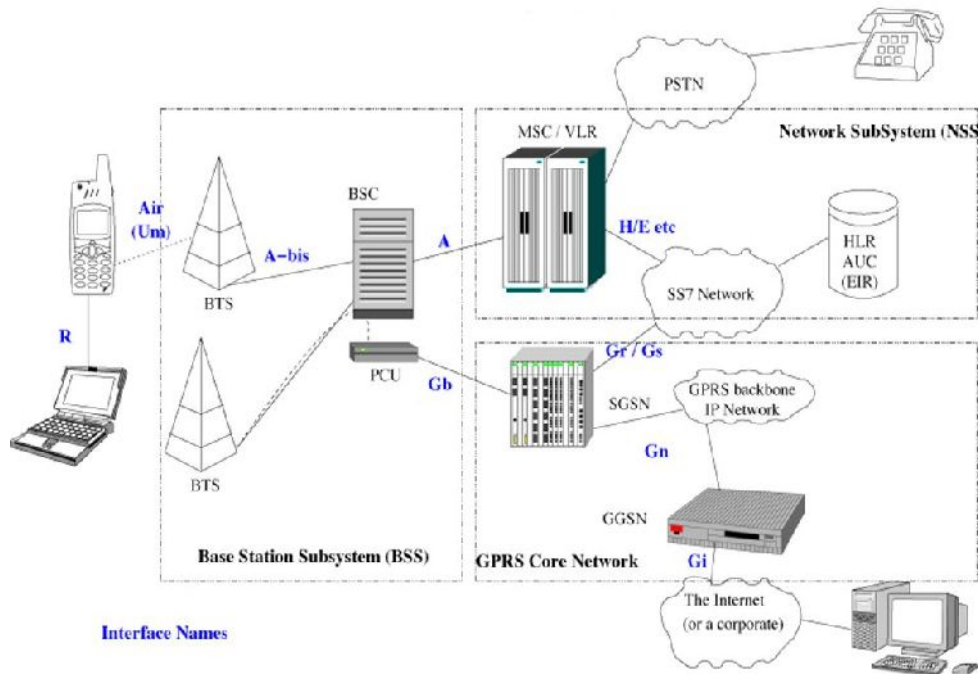 PSTN
MSC / VLR
Network SubSystem (NSS
BSC
Air
(Um)
A-bis
A
H/E etc
HLR
AUC
(EIR)
BTS
SS7 Network
R
PCU
Gb
Gr / Gs
SGSN
GPRS backbone
IP Network
Gn
BTS
GGSN
Base Station Subsystem (BSS)
GPRS Core Network
Gi
The Internet
(or a corporate)
Interface Names